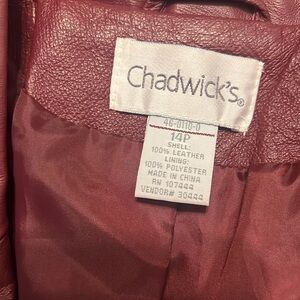 Chadwick's®
46-0110-0
14P
SHELL:
100% LEATHER
LINING:
100% POLYESTER
MADE IN CHINA
RN 107444
VENDOR# 30444